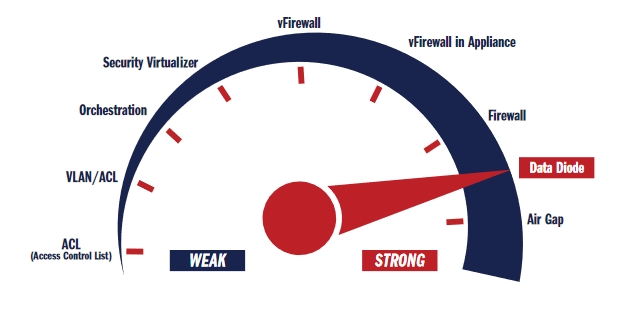 vFirewall
vFirewall in Appliance
Security Virtualizer
Orchestration
Firewall
Data Diode
VLAN/ACL
Air Gap
ACL
(Access Control List)
WEAK
STRONG